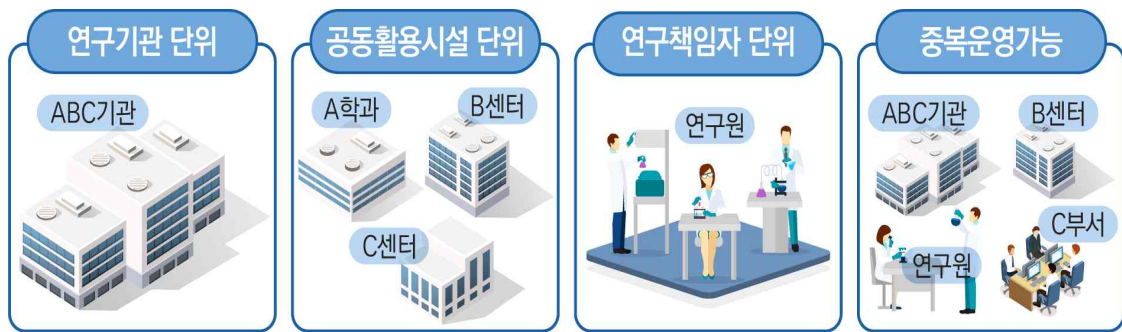 연구기관 단위
ABC기관
공동활용시설 단위
A학과
B센터
C센터
연구책임자 단위
연구원
중복운영가능
ABC기관
B센터
연구원
C부서